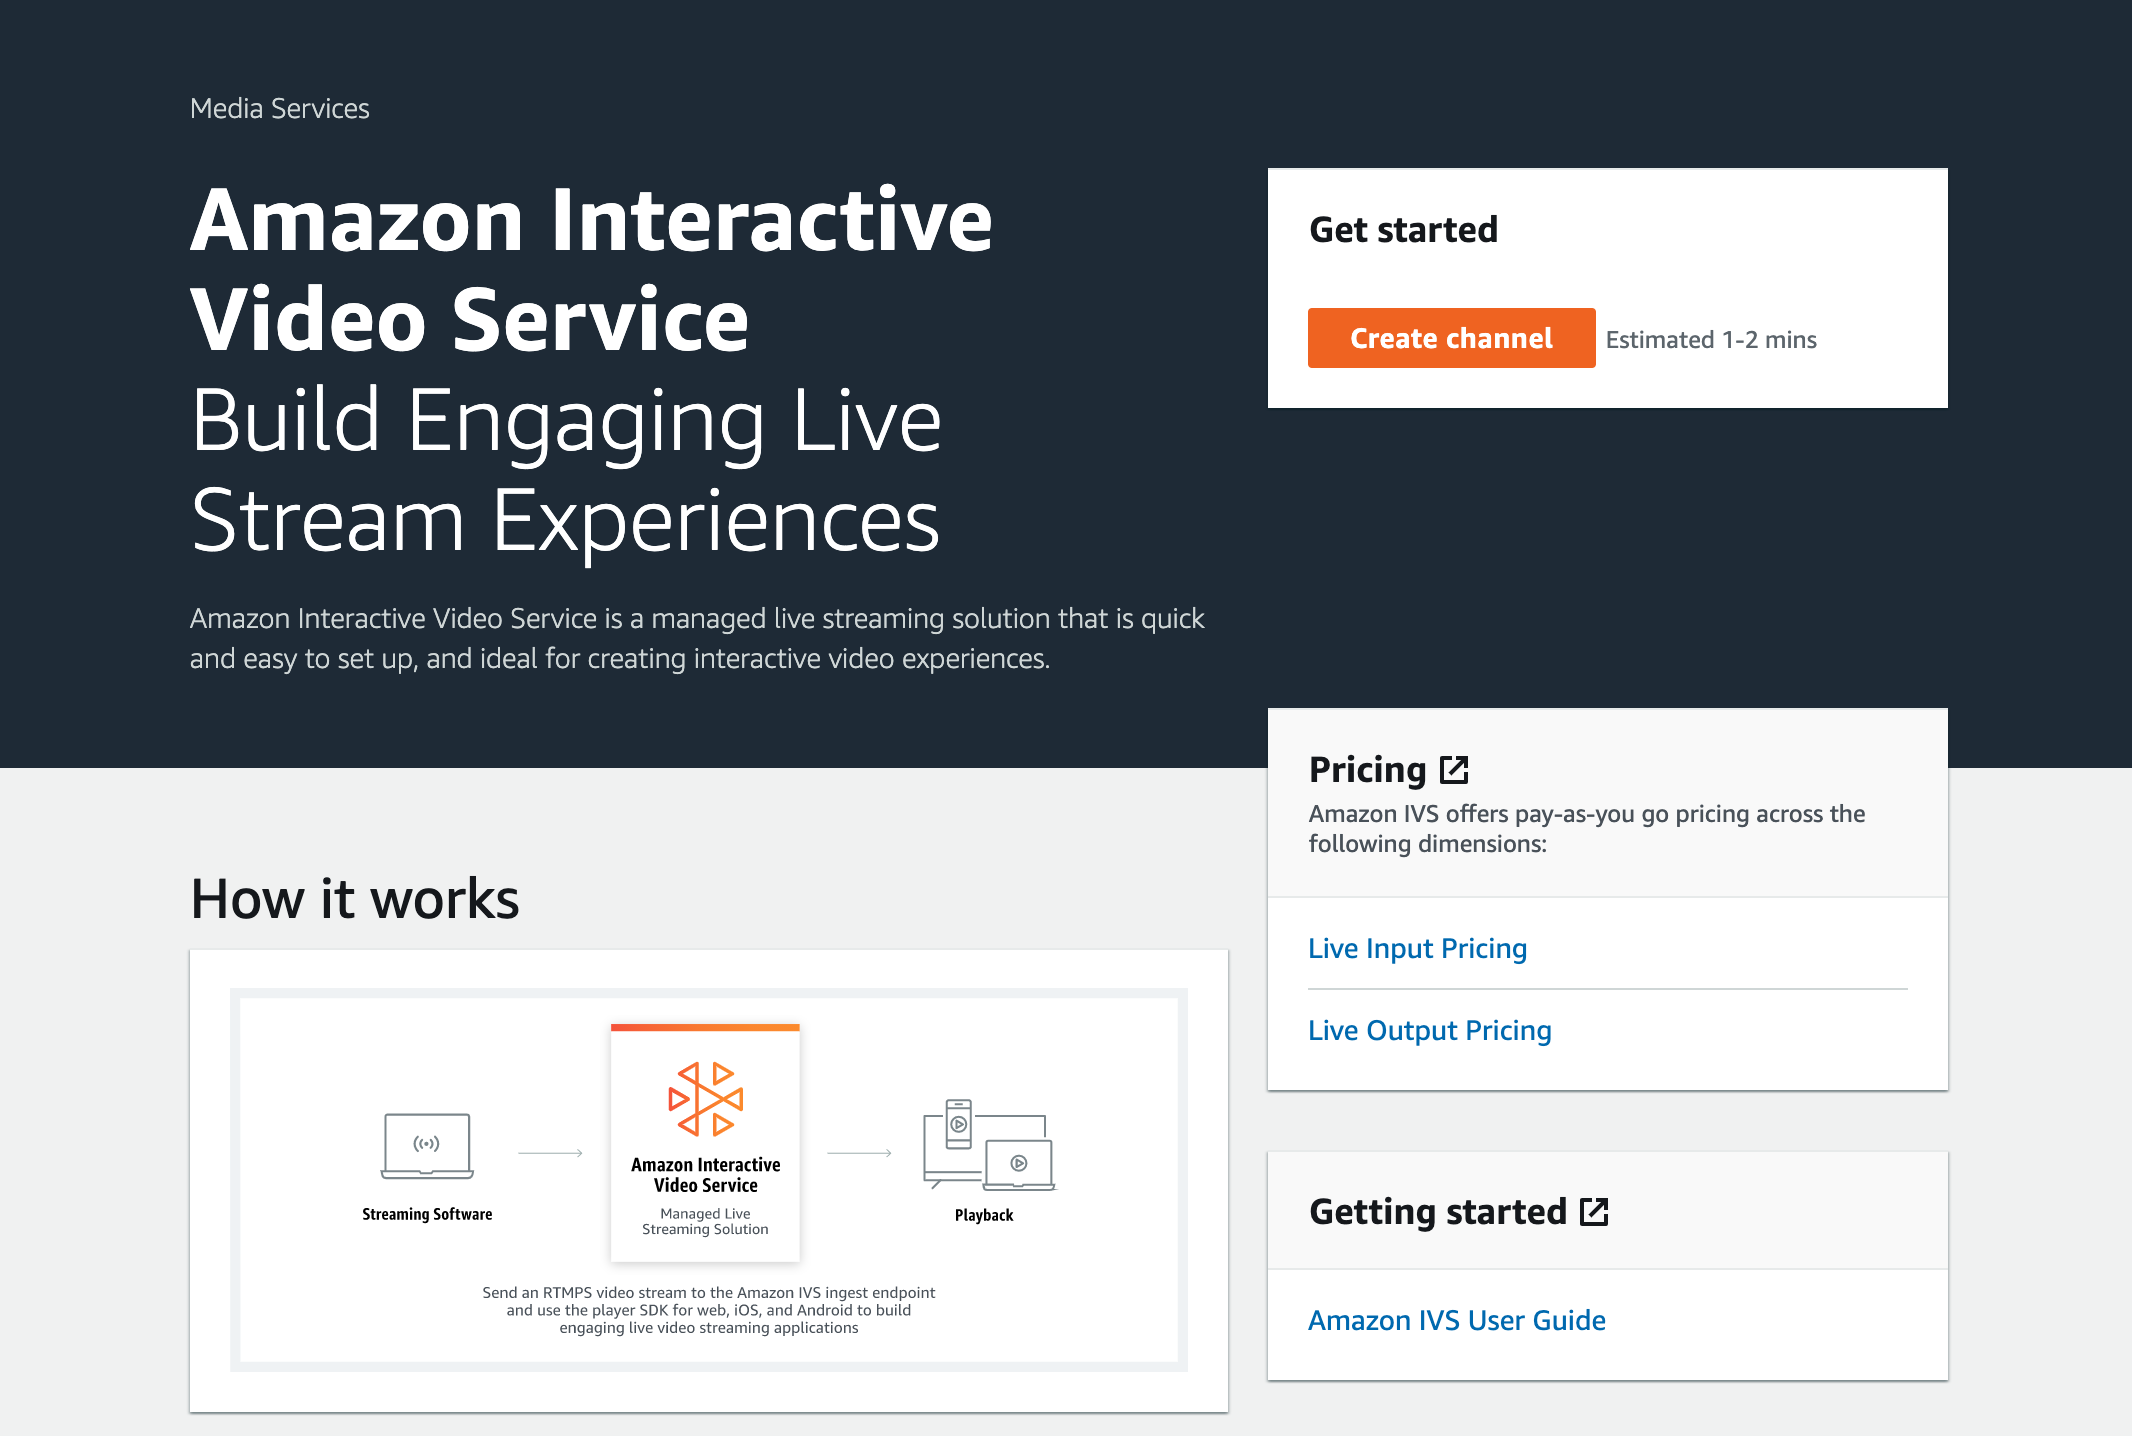 Media Services
Amazon Interactive
Video Service
Build Engaging Live
Stream Experiences
Amazon Interactive Video Service is a managed live streaming solution that is quick
and easy to set up, and ideal for creating interactive video experiences.
Get started
Create channel Estimated 1-2 mins
Pricing
Amazon IVS offers pay-as-you go pricing across the
following dimensions:
Live Input Pricing
Live Output Pricing
How it works
Streaming Software
Amazon Interactive
Video Service
Managed Live
Streaming Solution
Playback
Send an RTMPS video stream to the Amazon IVS ingest endpoint
and use the player SDK for web, iOS, and Android to build
engaging live video streaming applications
Getting started
Amazon IVS User Guide